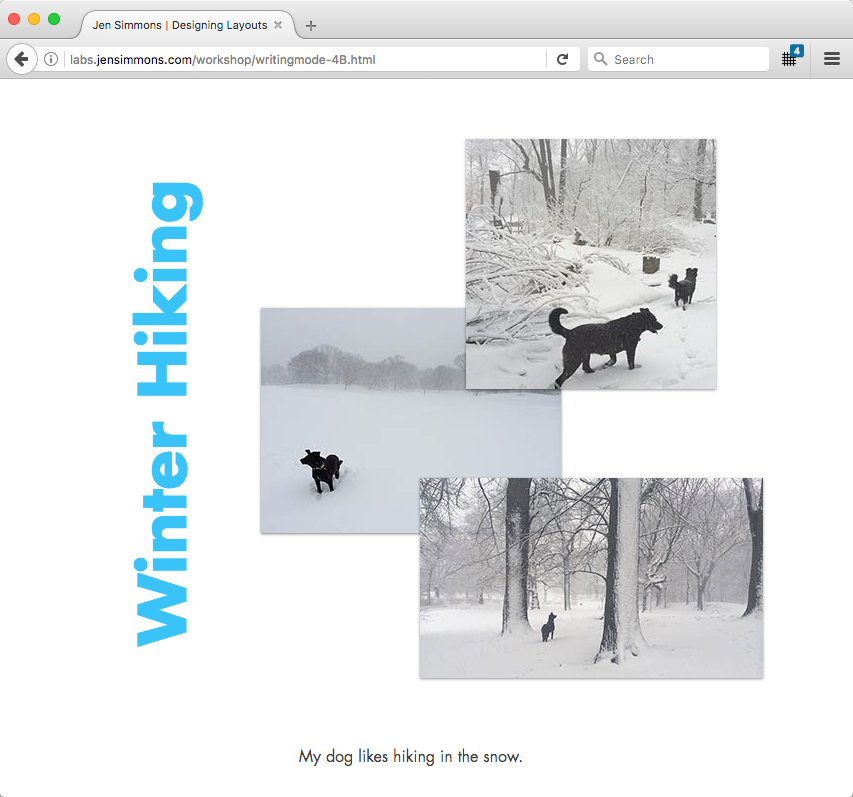 Jen Simmons | Designing Layouts
labs.jensimmons.com/workshop/writingmode-4B.html
Search
4
Winter Hiking
My dog likes hiking in the snow.